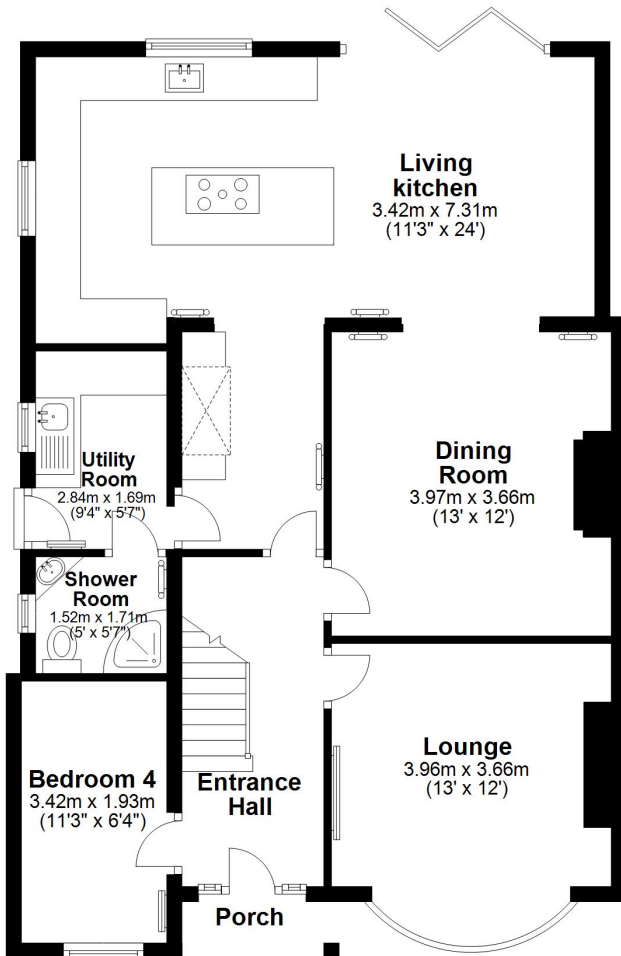 Living
kitchen
3.42m x 7.31m
(11'3" x 24')
Utility
Room
2.84m x 1.69m
(9'4" x 5'7")
Dining
Room
3.97m x 3.66m
(13' x 12')
Shower
Room
1.52m x 1.71m
(5' x 5'7")
Bedroom 4
3.42m x 1.93m
(11'3" x 6'4")
Entrance
Hall
Lounge
3.96m x 3.66m
(13' x 12')
Porch